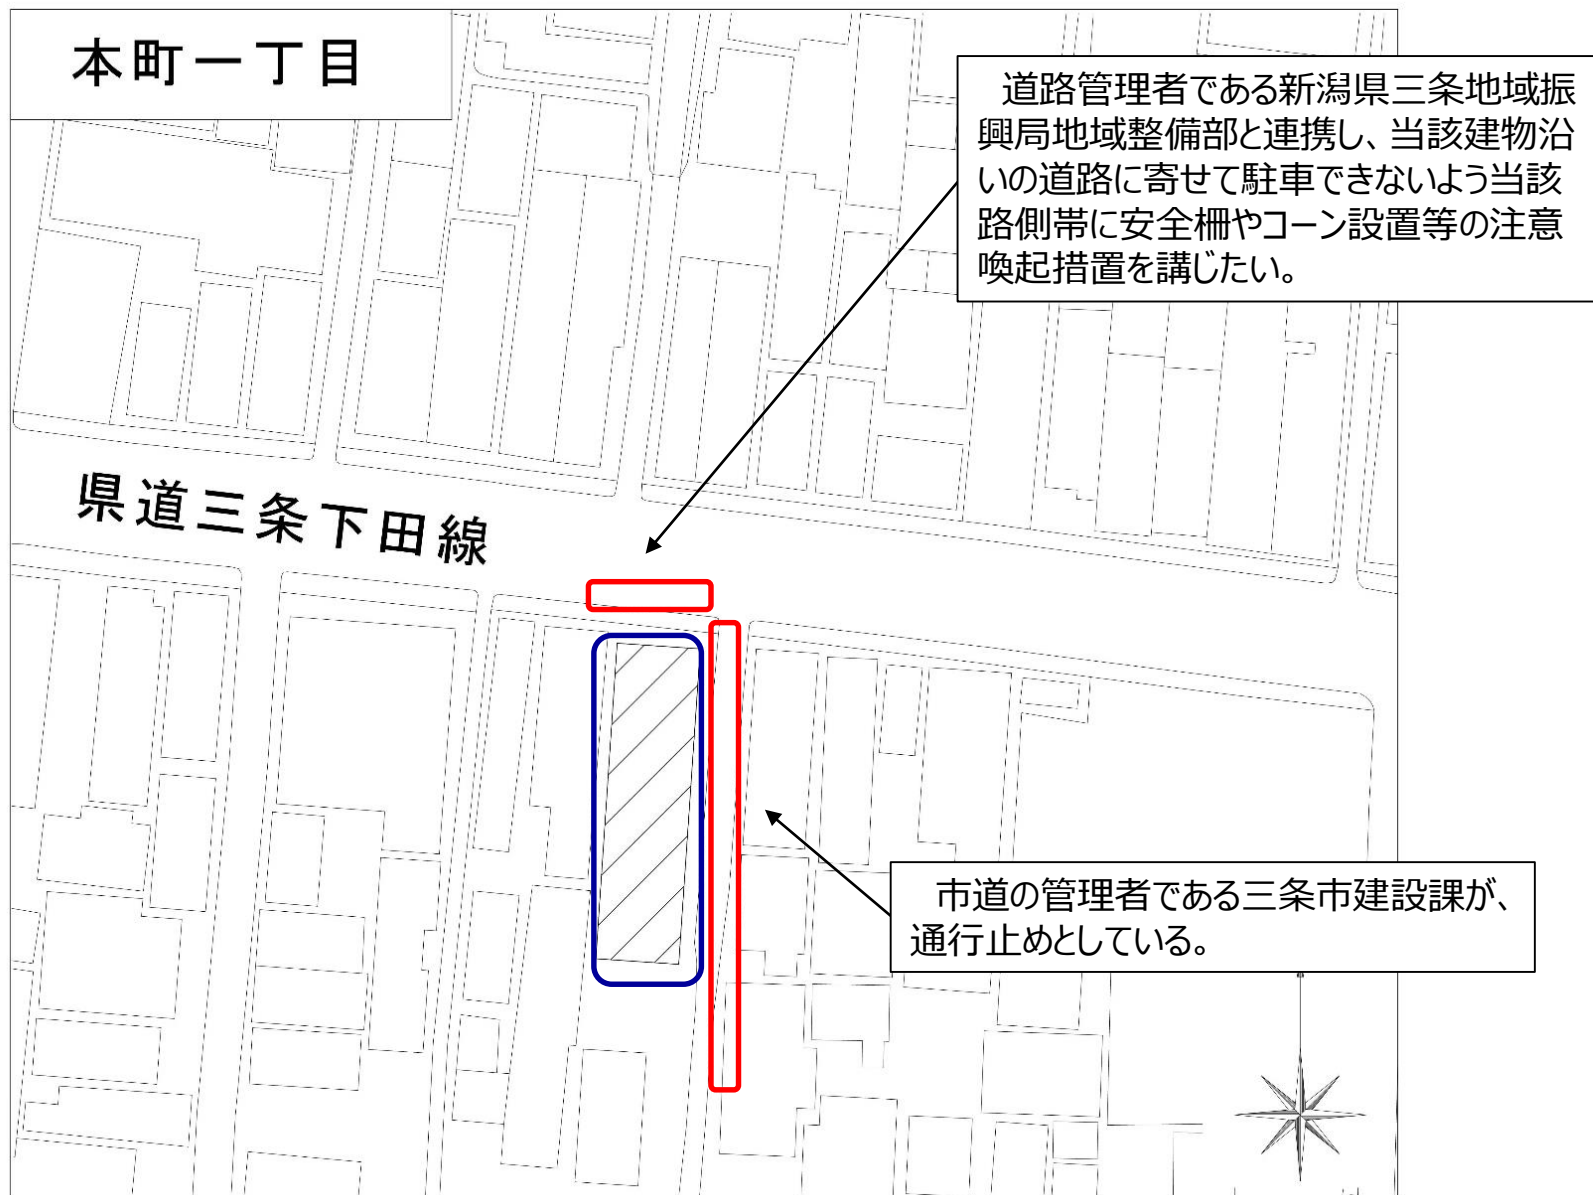 本町一丁目
道路管理者である新潟県三条地域振
興局地域整備部と連携し、当該建物沿
いの道路に寄せて駐車できないよう当該
路側帯に安全柵やコーン設置等の注意
喚起措置を講じたい。
県道三条下田線
市道の管理者である三条市建設課が、
通行止めとしている。